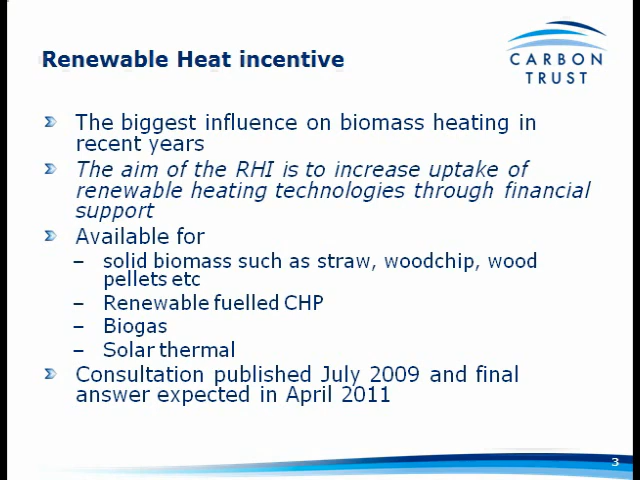 Renewable Heat incentive
CARBON
TRUST
The biggest influence on biomass heating in
recent years
The aim of the RHI is to increase uptake of
renewable heating technologies through financial
support
Available for
– solid biomass such as straw, woodchip, wood
pellets etc
– Renewable fuelled CHP
– Biogas
– Solar thermal
Consultation published July 2009 and final
answer expected in April 2011
3